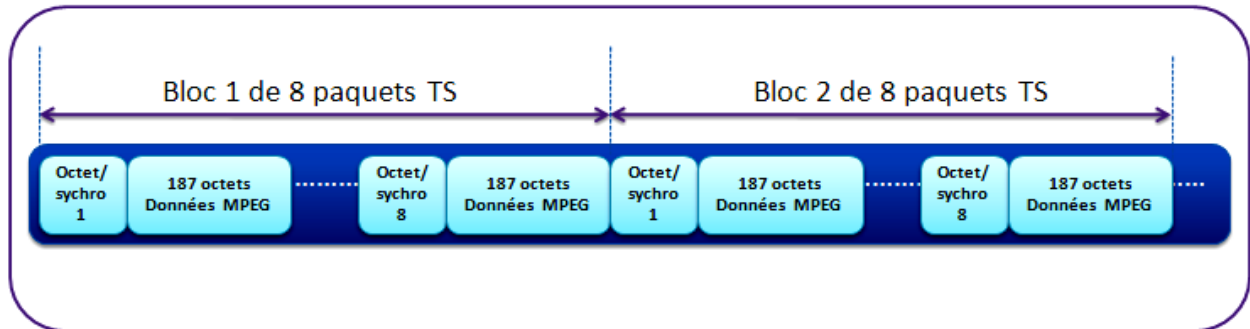 Bloc 1 de 8 paquets TS
Bloc 2 de 8 paquets TS
Octet/
sychro
1
187 octets
Données MPEG
Octet/
sychro
8
187 octets
Données MPEG
Octet/
sychro
1
187 octets
Données MPEG
Octet/
sychro
8
187 octets
Données MPEG